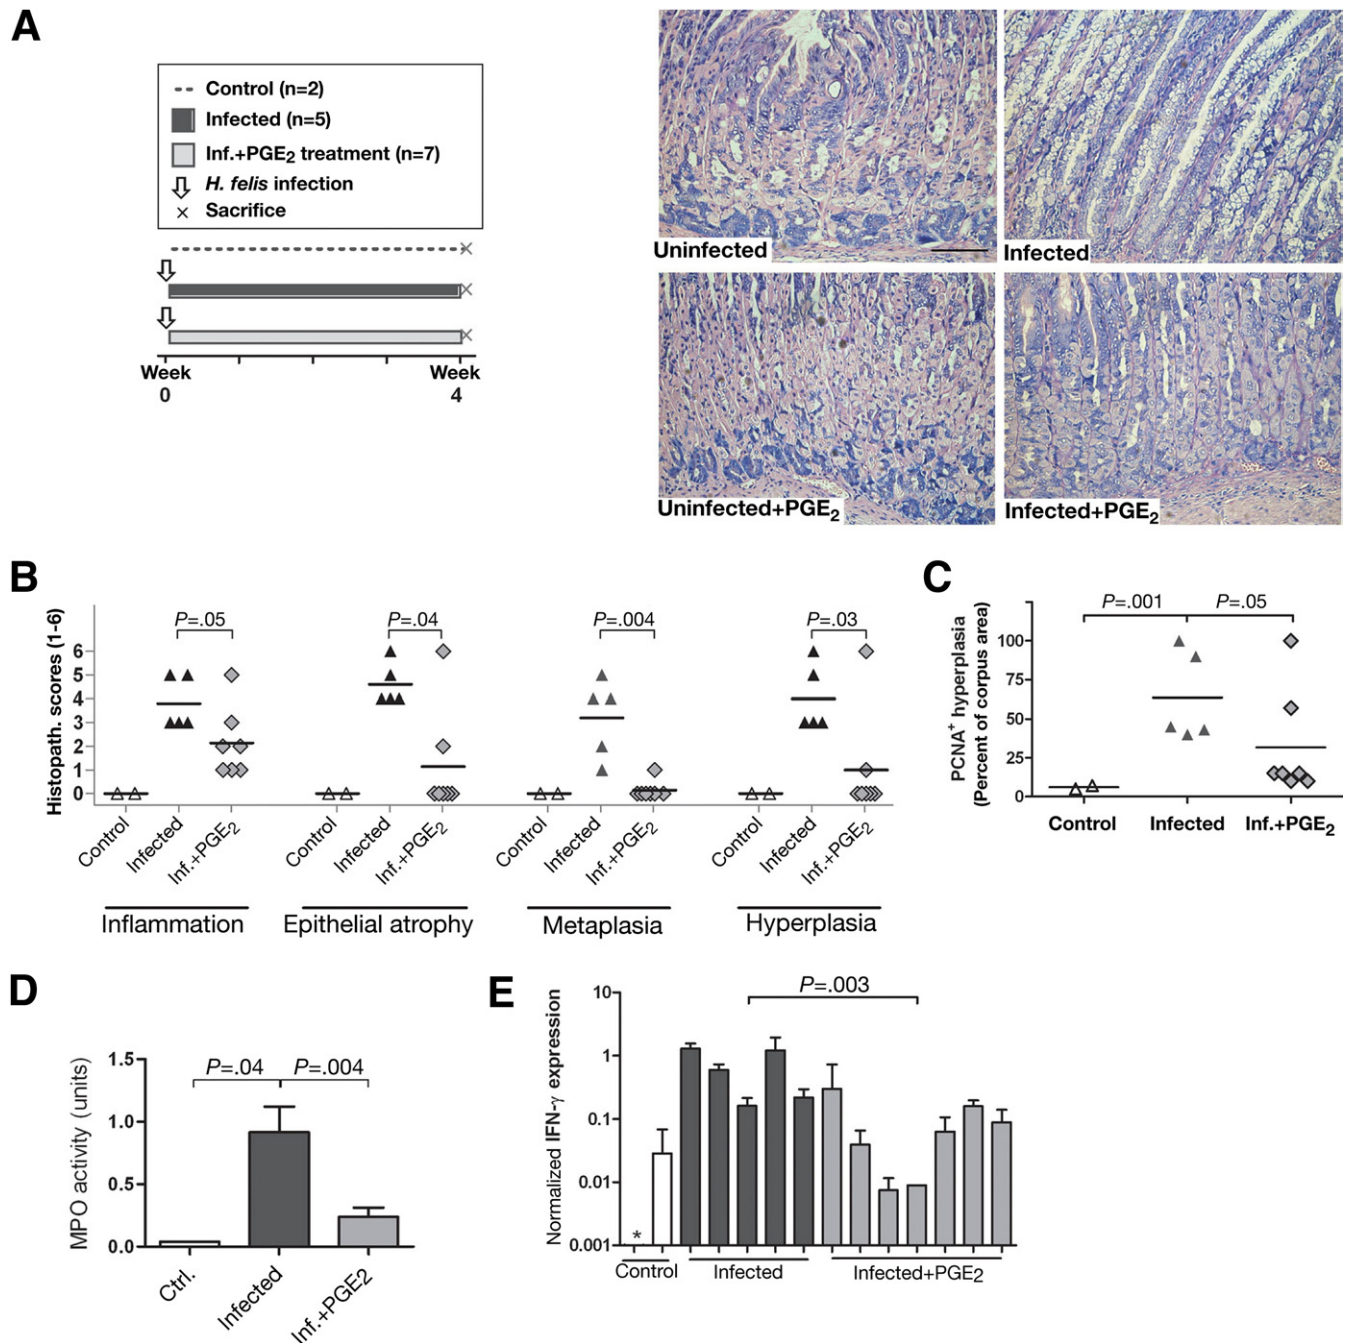 A
Control (n=2)
Infected (n=5)
Inf.+PGE2 treatment (n=7)
H. felis infection
Sacrifice
Week Week
0 4
Uninfected
Infected
Uninfected+PGE2
Infected+PGE2
B
Histopath. scores (1-6)
6
5
4
3
2
1
0
P=.05
P=.04
P=.004
P=.03
Control
Infected
Inf.+PGE2
Control
Infected
Inf.+PGE2
Control
Infected
Inf.+PGE2
Control
Infected
Inf.+PGE2
Inflammation
Epithelial atrophy
Metaplasia
Hyperplasia
C
PCNA+ hyperplasia
(Percent of corpus area)
100
75
50
25
0
P=.001
P=.05
Control
Infected
Inf.+PGE2
D
MPO activity (units)
1.5
1.0
0.5
0.0
P=.04
P=.004
Ctrl.
Infected
Inf.+PGE2
E
Normalized IFN-γ expression
10
1
0.1
0.01
0.001
P=.003
*
Control
Infected
Infected+PGE2